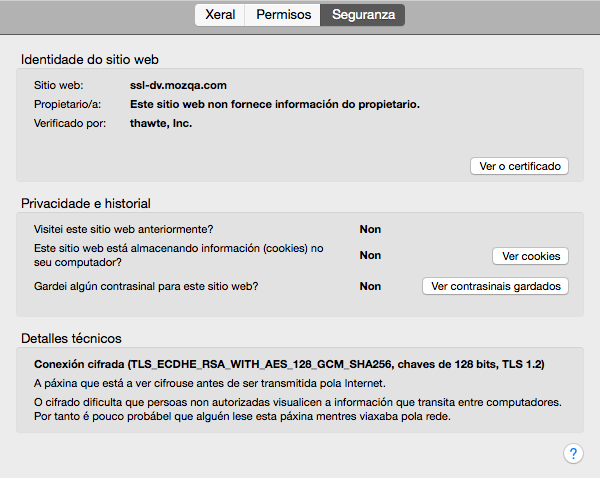 Xeral Permisos Seguranza
Identidade do sitio web
Sitio web: ssl-dv.mozqa.com
Propietario/a: Este sitio web non fornece información do propietario.
Verificado por: thawte, Inc.
Ver o certificado
Privacidade e historial
Visitei este sitio web anteriormente? Non
Este sitio web está almacenando información (cookies) no
seu computador? Non Ver cookies
Gardei algún contrasinal para este sitio web? Non Ver contrasinais gardados
Detalles técnicos
Conexión cifrada (TLS_ECDHE_RSA_WITH_AES_128_GCM_SHA256, chaves de 128 bits, TLS 1.2)
A páxina que está a ver cifrouse antes de ser transmitida pola Internet.
O cifrado dificulta que persoas non autorizadas visualicen a información que transita entre computadores.
Por tanto é pouco probábel que alguén lese esta páxina mentres viaxaba pola rede.
?